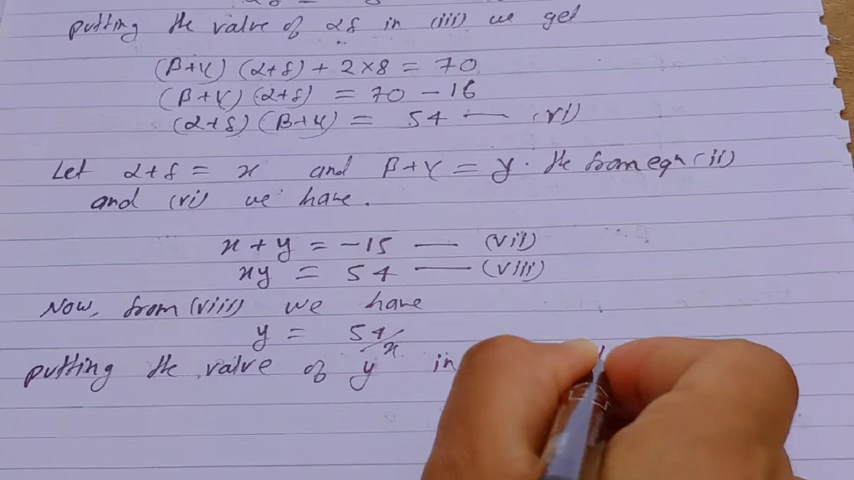 putting the value of αδ in (iii) we get
(β+γ) (α+δ) + 2×8 = 70
(β+γ) (α+δ) = 70 - 16
(α+δ) (β+γ) = 54 — (vi)
Let α+δ = x and β+γ = y. the from eqn (ii)
and (vi) we have.
x + y = -15 — (vii)
xy = 54 — (viii)
Now, from (viii) we have
y = 54/x
putting the value of y in